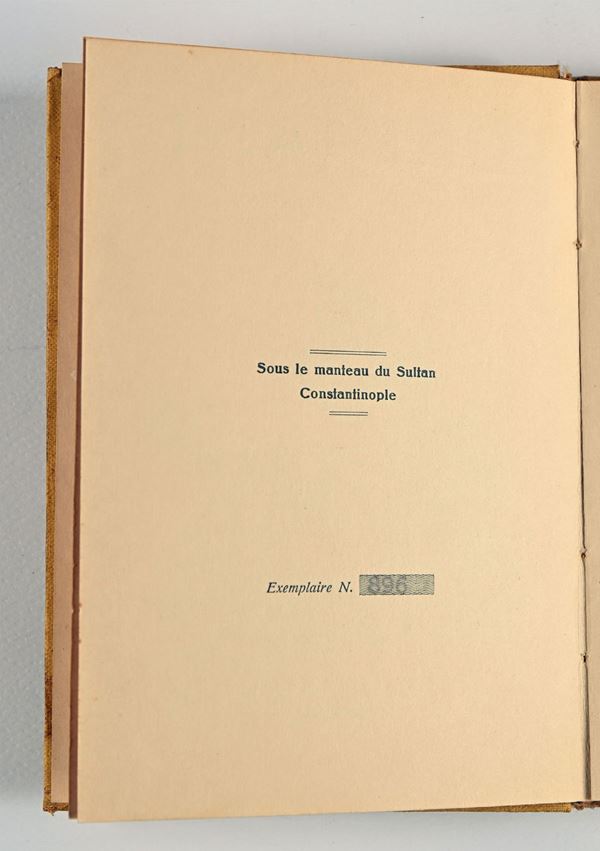 Sous le manteau du Sultan
Constantinople
Exemplaire N. 896